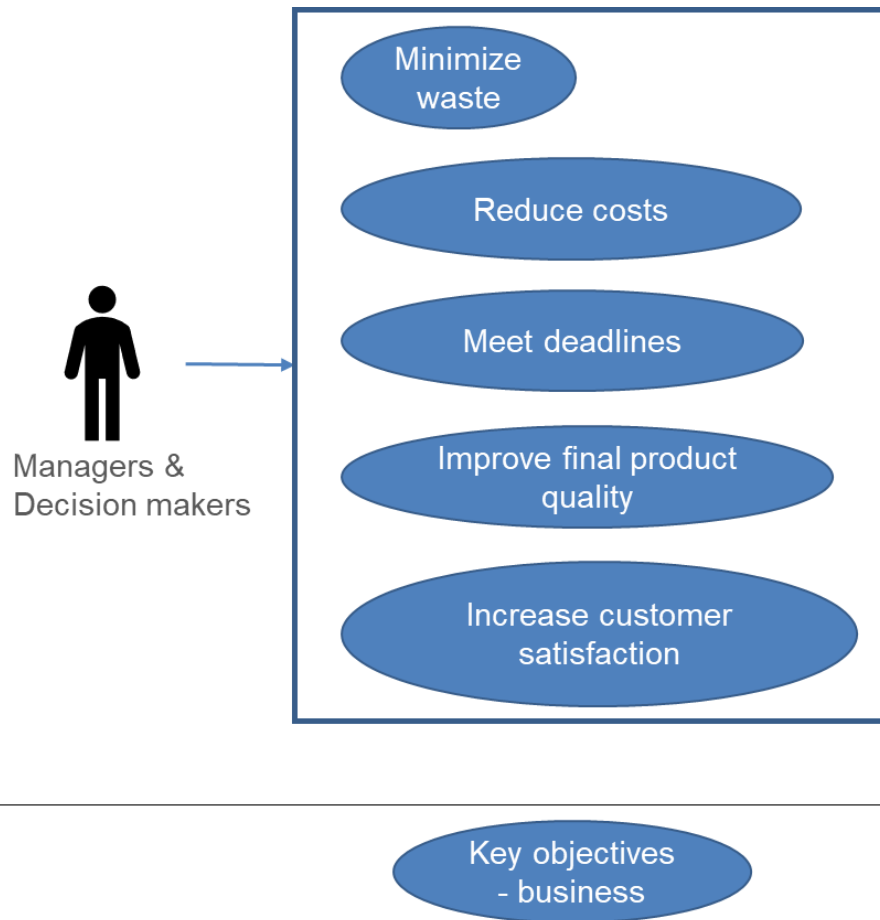 Minimize
waste
Reduce costs
Meet deadlines
Managers &
Decision makers
Improve final product
quality
Increase customer
satisfaction
Key objectives
- business